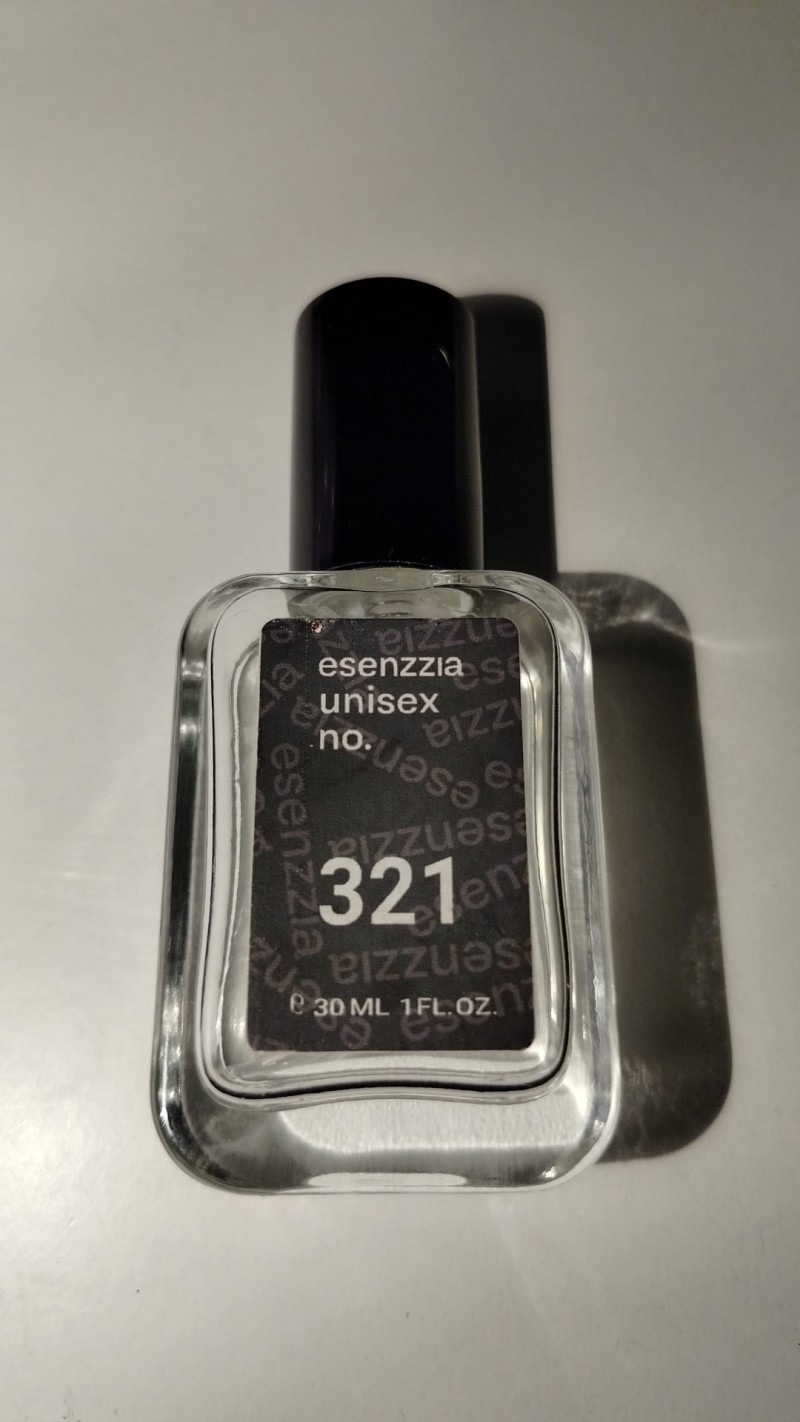 esenzzia
unisex
no.
321
℮ 30 ML 1 FL. OZ.